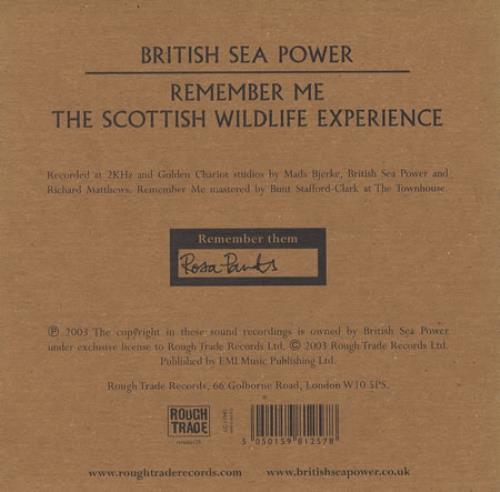 BRITISH SEA POWER
REMEMBER ME
THE SCOTTISH WILDLIFE EXPERIENCE
Recorded at 2KHz and Golden Chariot studios by Mads Bjerke, British Sea Power and
Richard Matthews. Remember Me mastered by Bunt Stafford-Clark at The Townhouse.
Remember them
Rosa Parks
℗ 2003 The copyright in these sound recordings is owned by British Sea Power
under exclusive license to Rough Trade Records Ltd. © 2003 Rough Trade Records Ltd.
Published by EMI Music Publishing Ltd.
Rough Trade Records, 66 Golborne Road, London W10 5PS.
ROUGH
TRADE
5 050159 812578
www.roughtraderecords.com
www.britishseapower.co.uk